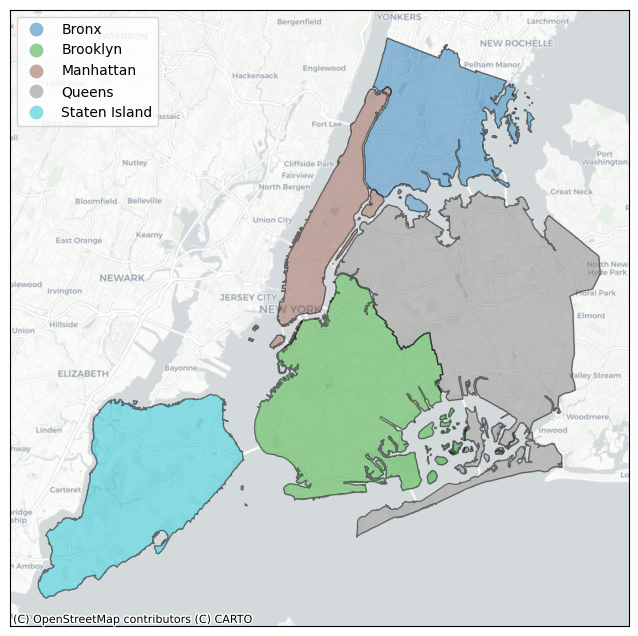 Bronx
Brooklyn
Manhattan
Queens
Staten Island
YONKERS
Bergenfield
Larchmont
NEW ROCHELLE
Pelham Manor
Hackensack
Englewood
Fort Lee
Port
Washington
Nutley
Cliffside Park
Fairview
North Bergen
Great Neck
Bloomfield
Belleville
Union City
Kearny
East Orange
North New
Hyde Park
NEWARK
Irvington
JERSEY CITY
NEW YORK
Floral Park
Elmont
Hillside
Union
ELIZABETH
Bayonne
Valley Stream
Woodmere
Linden
Inwood
Carteret
(C) OpenStreetMap contributors (C) CARTO